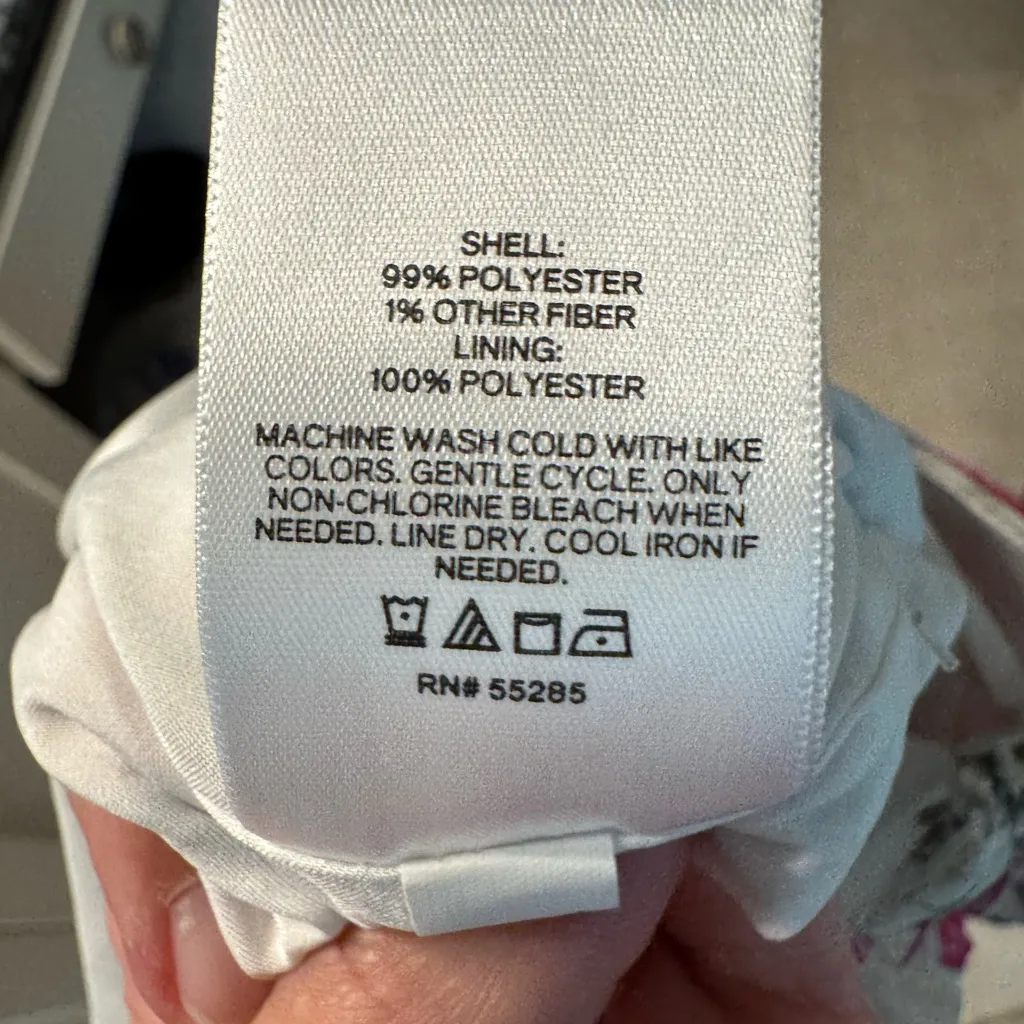 SHELL:
99% POLYESTER
1% OTHER FIBER
LINING:
100% POLYESTER
MACHINE WASH COLD WITH LIKE
COLORS. GENTLE CYCLE. ONLY
NON-CHLORINE BLEACH WHEN
NEEDED. LINE DRY. COOL IRON IF
NEEDED.
RN# 55285